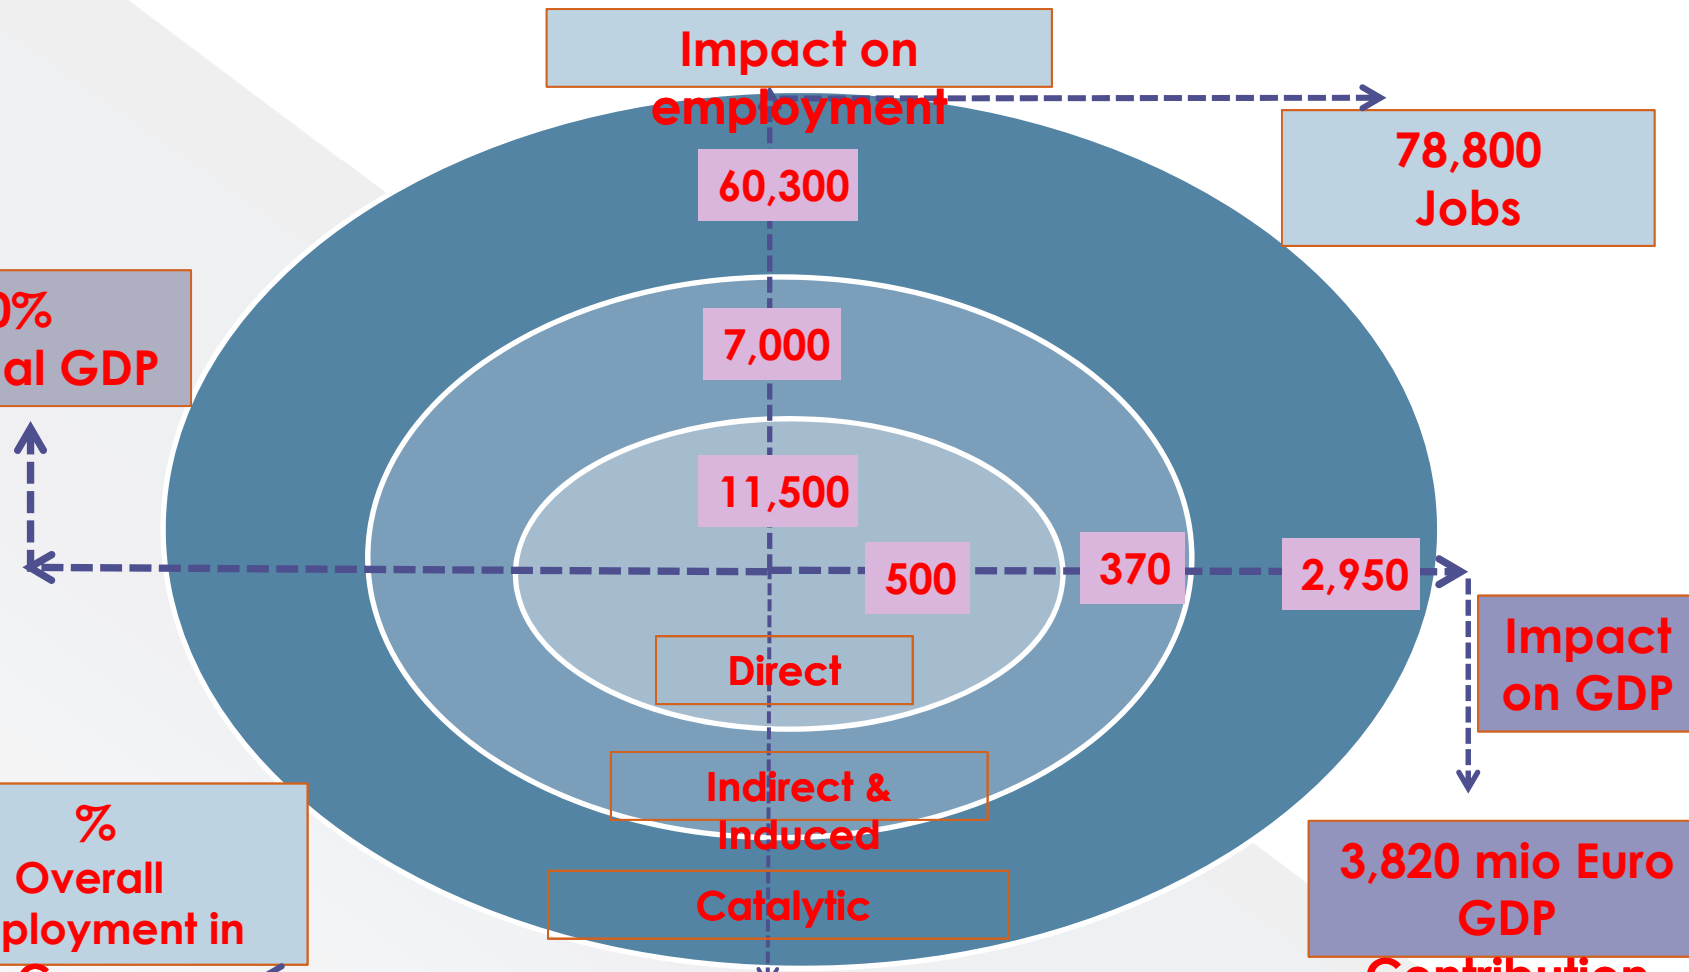 Impact on
employment
78,800
Jobs
60,300
0%
al GDP
7,000
11,500
500
370
2,950
Impact
on GDP
Direct
Indirect &
Induced
Catalytic
%
Overall
ployment in
3,820 mio Euro
GDP
Contribution